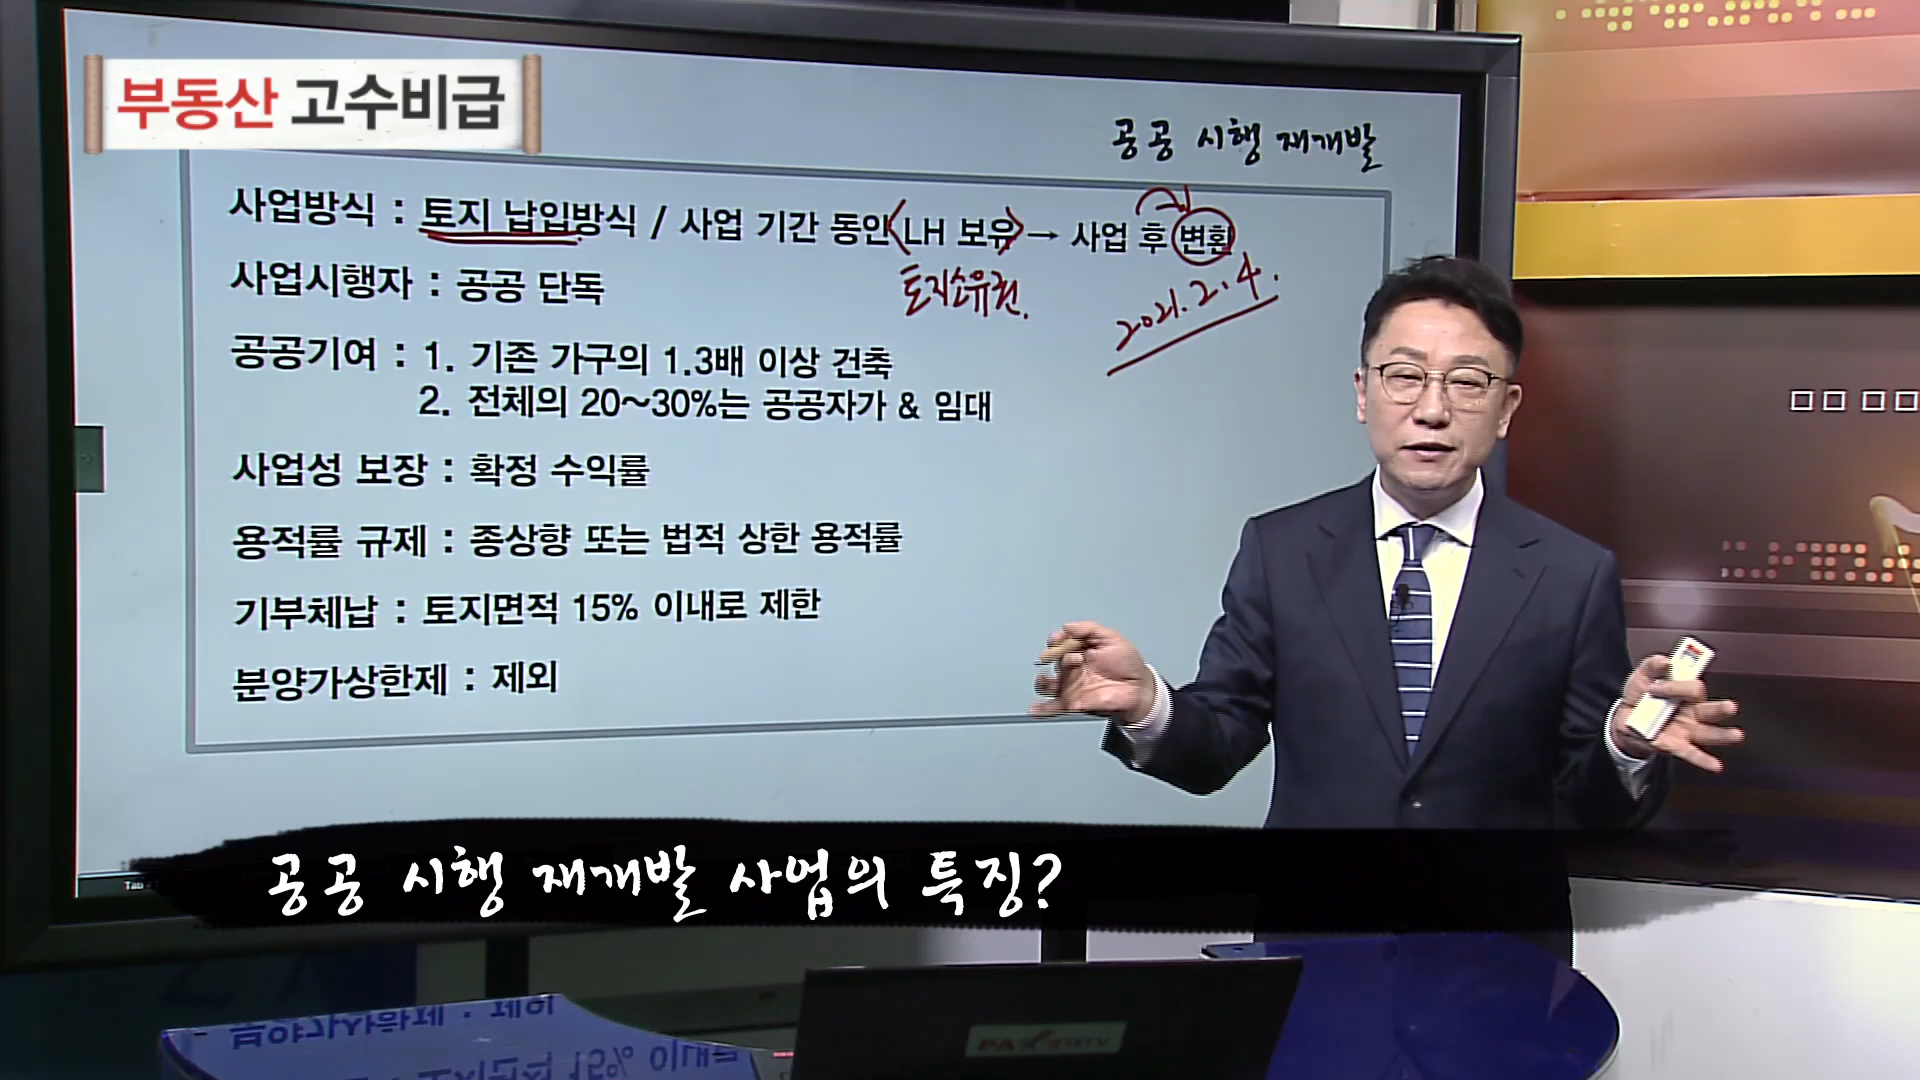 부동산 고수비급
공공 시행 재개발
사업방식 : 토지 납입방식 / 사업 기간 동안 LH 보유 → 사업 후 변환
토지소유권.
2021.2.4.
사업시행자 : 공공 단독
공공기여 : 1. 기존 가구의 1.3배 이상 건축
2. 전체의 20~30%는 공공자가 & 임대
사업성 보장 : 확정 수익률
용적률 규제 : 종상향 또는 법적 상한 용적률
기부체납 : 토지면적 15% 이내로 제한
분양가상한제 : 제외
공공 시행 재개발 사업의 특징?